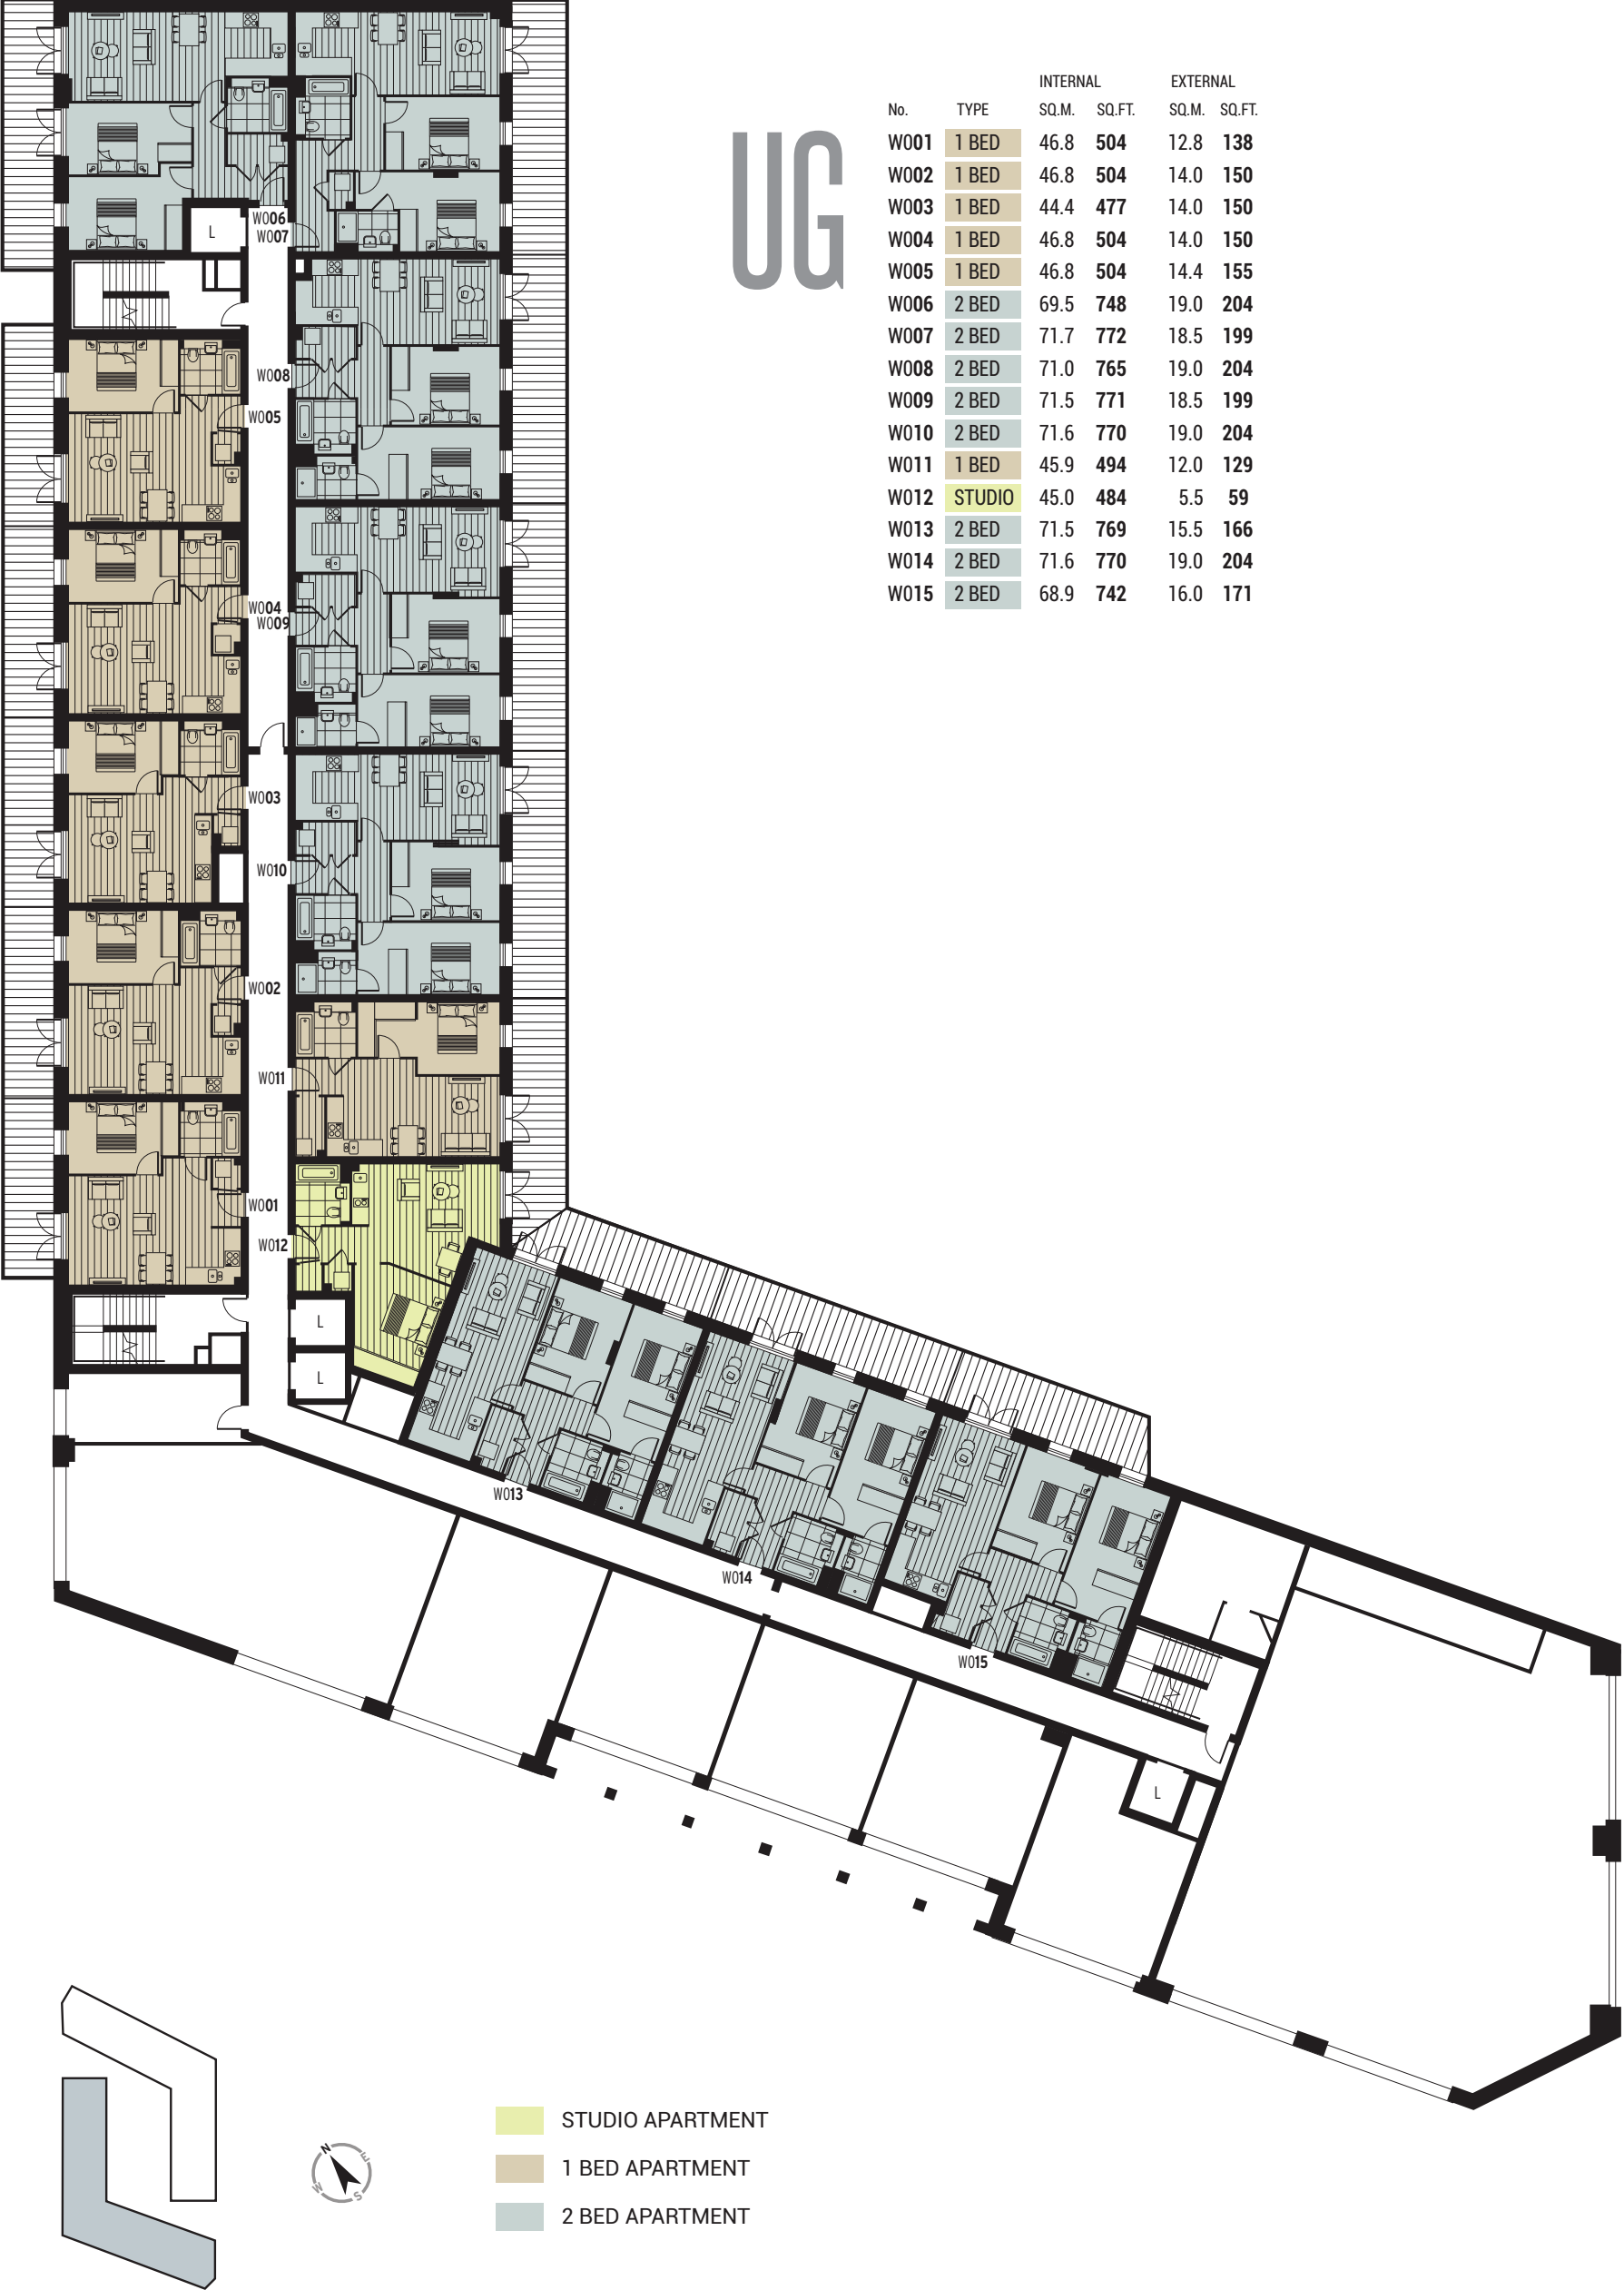 UG
INTERNAL EXTERNAL
No. TYPE SQ.M. SQ.FT. SQ.M. SQ.FT.
W001 1 BED 46.8 504 12.8 138
W002 1 BED 46.8 504 14.0 150
W003 1 BED 44.4 477 14.0 150
W004 1 BED 46.8 504 14.0 150
W005 1 BED 46.8 504 14.4 155
W006 2 BED 69.5 748 19.0 204
W007 2 BED 71.7 772 18.5 199
W008 2 BED 71.0 765 19.0 204
W009 2 BED 71.5 771 18.5 199
W010 2 BED 71.6 770 19.0 204
W011 1 BED 45.9 494 12.0 129
W012 STUDIO 45.0 484 5.5 59
W013 2 BED 71.5 769 15.5 166
W014 2 BED 71.6 770 19.0 204
W015 2 BED 68.9 742 16.0 171
W006
L
W007
W008
W005
W004
W009
W003
W010
W002
W011
W001
W012
L
L
W013
W014
W015
L
N
E
S
W
STUDIO APARTMENT
1 BED APARTMENT
2 BED APARTMENT